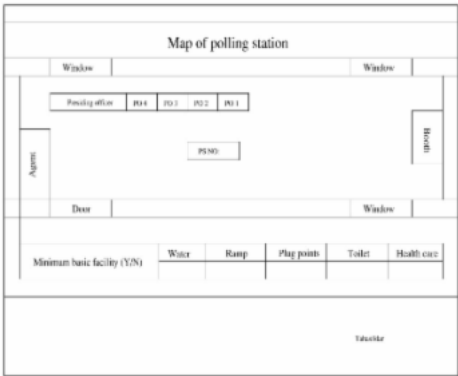 Map of polling station
Window Window
Presiding officer PO 4 PO 3 PO 2 PO 1
Booth
Agent
PS NO
Door Window
Minimum basic facility (Y/N) Water Ramp Plug points Toilet Health care
Tahsildar